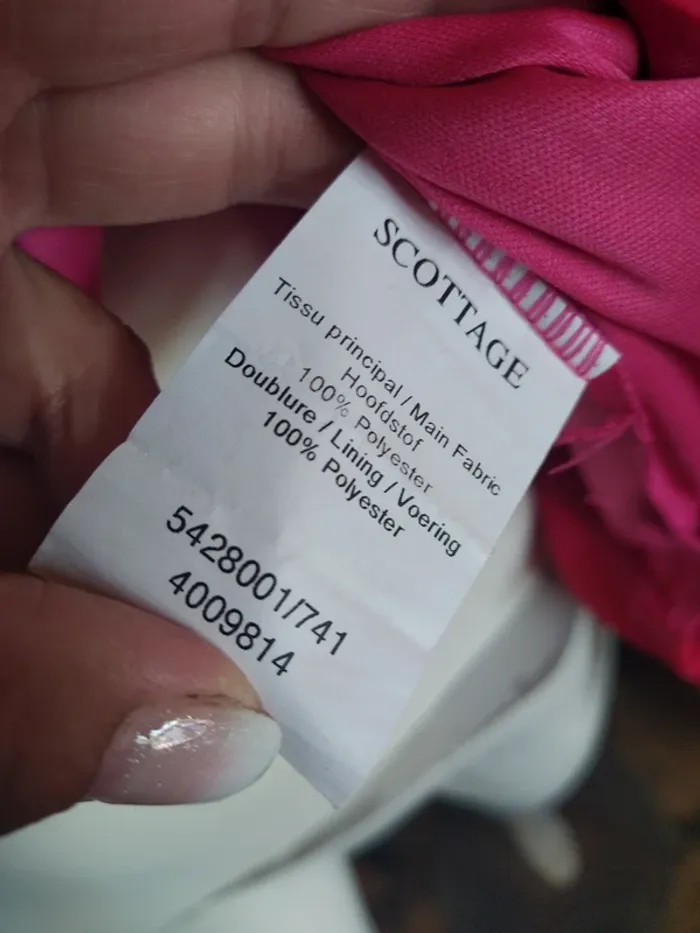 SCOTTAGE
Tissu principal / Main Fabric
Hoofdstof
100% Polyester
Doublure / Lining / Voering
100% Polyester
5428001/741
4009814